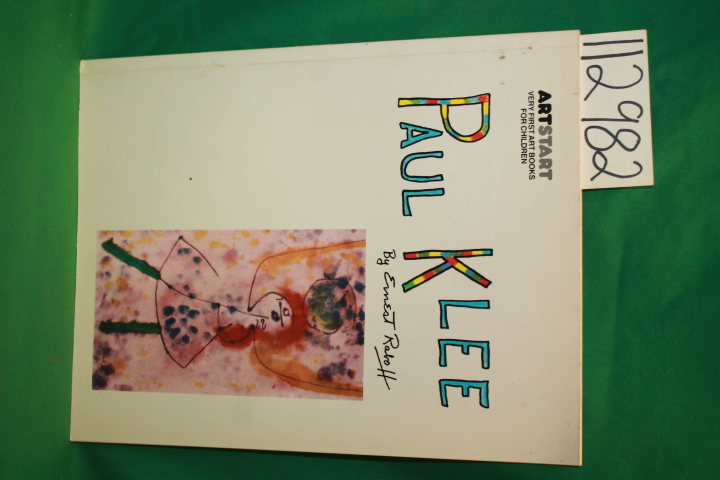 ARTSTART
VERY FIRST ART BOOKS
FOR CHILDREN
PAUL KLEE
By Ernest Raboff
112982